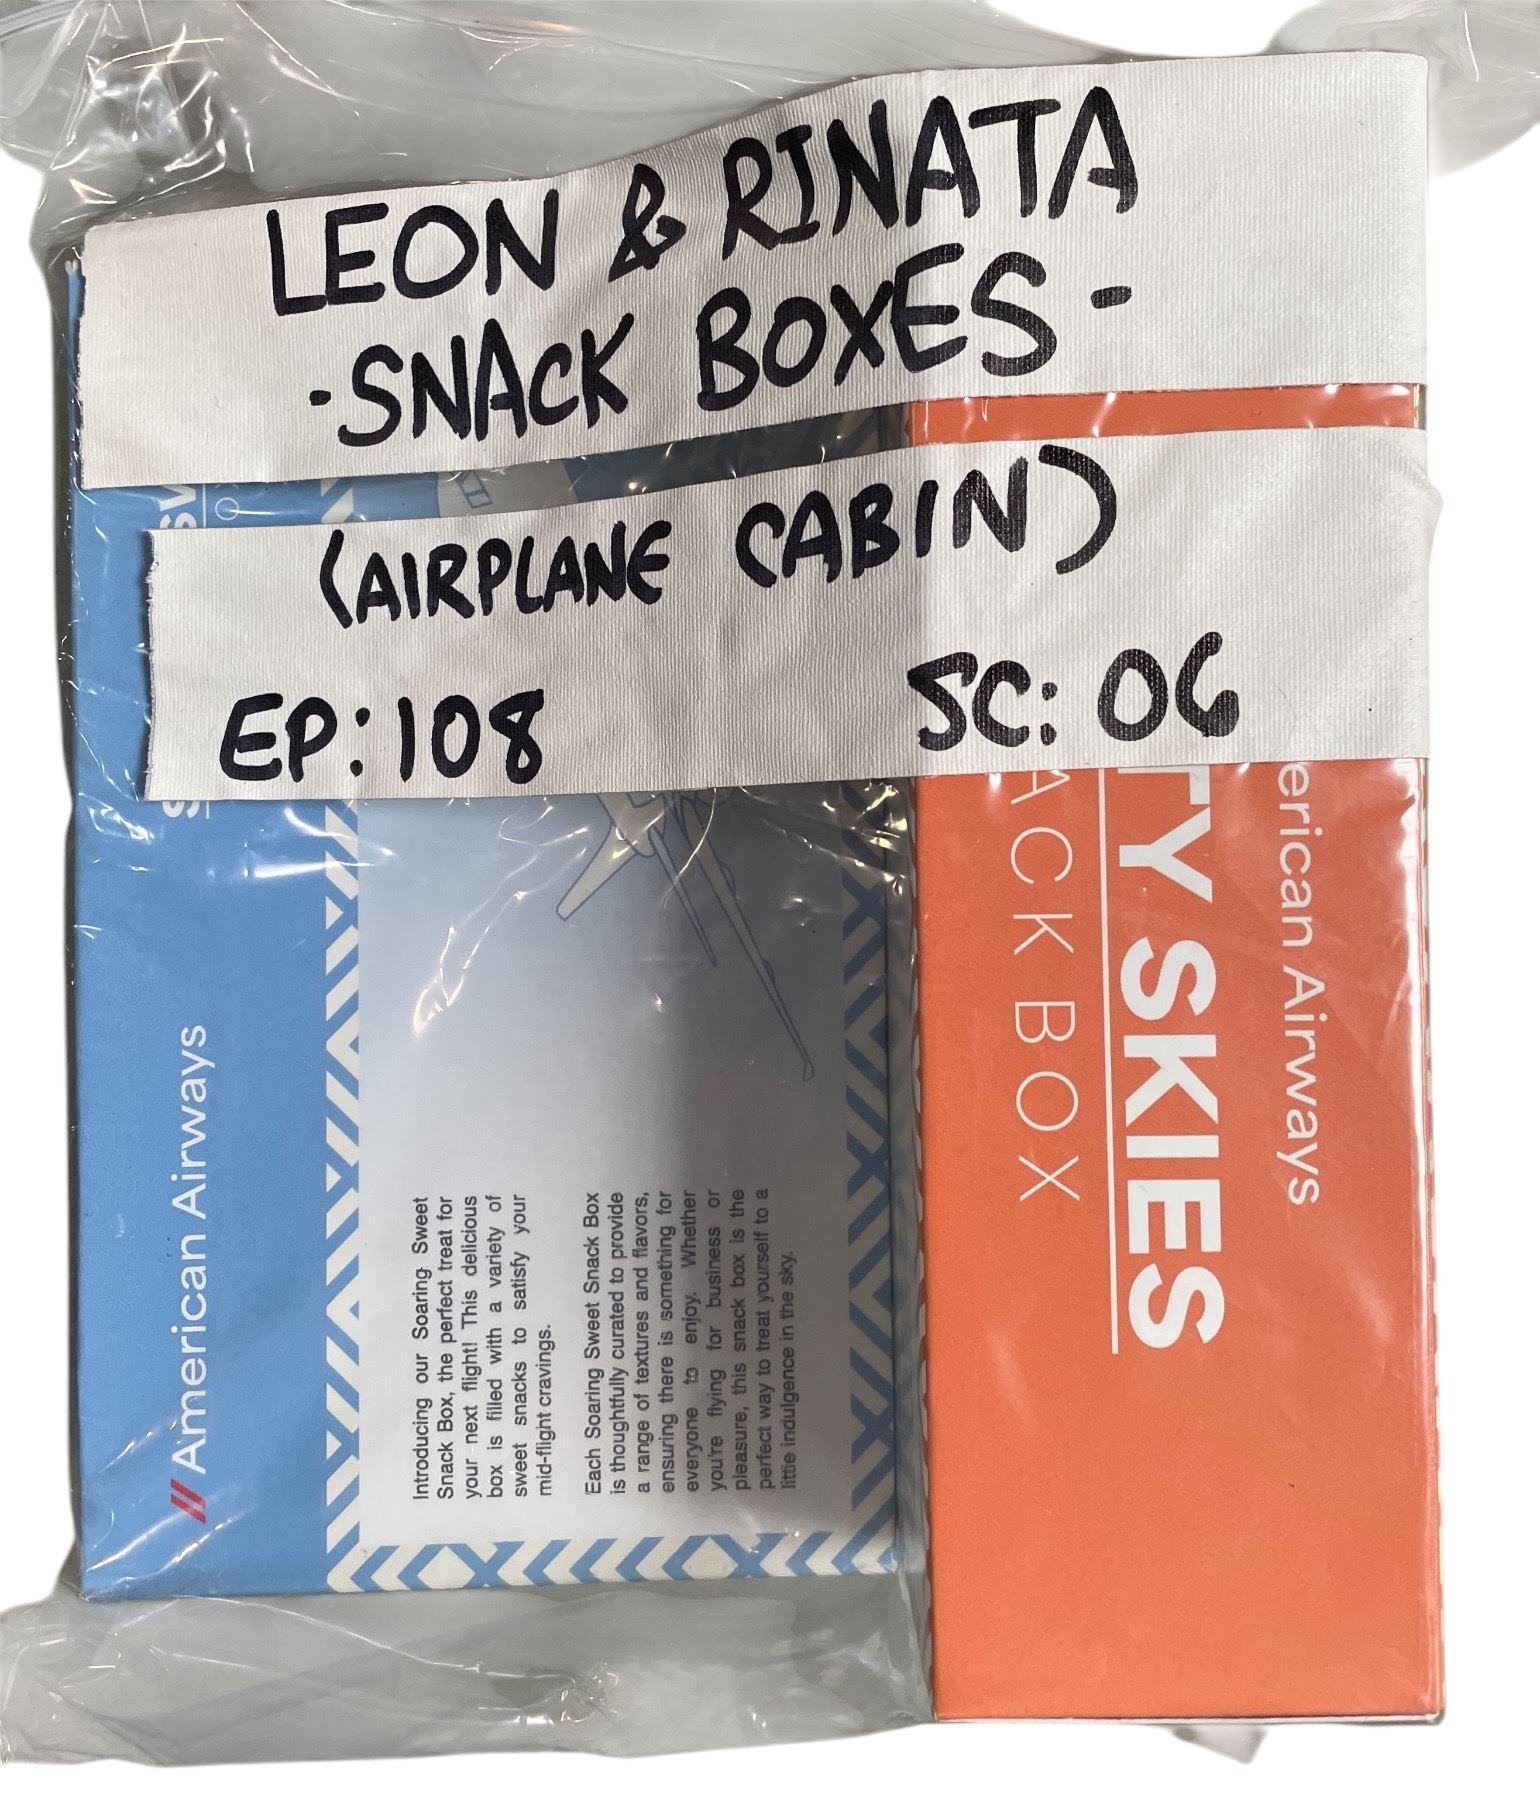 LEON & RINATA
-SNACK BOXES-
(AIRPLANE CABIN)
EP:108 SC: 06
American Airways
Introducing our Soaring Sweet
Snack Box, the perfect treat for
your next flight! This delicious
box is filled with a variety of
sweet snacks to satisfy your
mid-flight cravings.
Each Soaring Sweet Snack Box
is thoughtfully curated to provide
a range of textures and flavors,
ensuring there is something for
everyone to enjoy. Whether
you're flying for business or
pleasure, this snack box is the
perfect way to treat yourself to a
little indulgence in the sky.
ACK BOX
TY SKIES
erican Airways